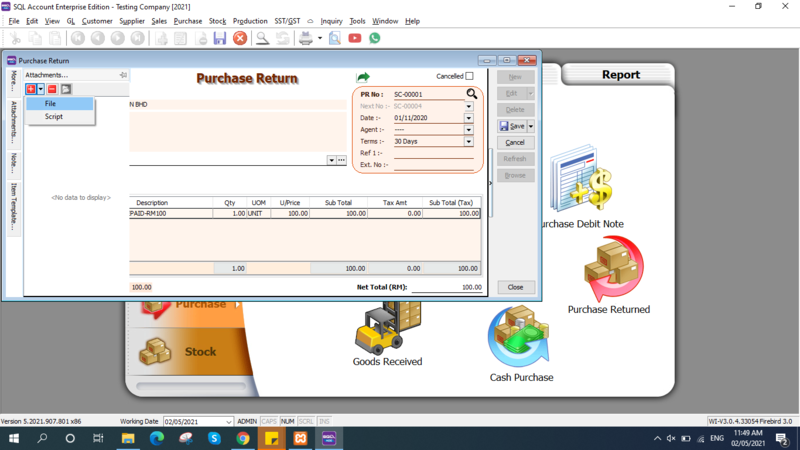 SQL Account Enterprise Edition - Testing Company [2021]
File Edit View GL Customer Supplier Sales Purchase Stock Production SST/GST Inquiry Tools Window Help
Purchase Return
Attachments...
Purchase Return
Cancelled
New
More...
PR No : SC-00001
Edit
File
Next No :- SC-00004
Script
Date :- 01/11/2020
Delete
Attachments...
N BHD
Agent :- ----
Save
Terms :- 30 Days
Cancel
Ref 1 :-
Refresh
Note...
Ext. No :-
Browse
Item Template...
<No data to display>
Description Qty UOM U/Price Sub Total Tax Amt Sub Total (Tax)
PAID-RM100 1.00 UNIT 100.00 100.00 0.00 100.00
1.00 100.00 0.00 100.00
100.00 Net Total (RM): 100.00
Close
Report
urchase Debit Note
Purchase Returned
Purchase
Stock
Goods Received
Cash Purchase
Version 5.2021.907.801 x86 Working Date 02/05/2021 ADMIN CAPS NUM SCRL INS WI-V3.0.4.33054 Firebird 3.0
ENG
11:49 AM
02/05/2021
2